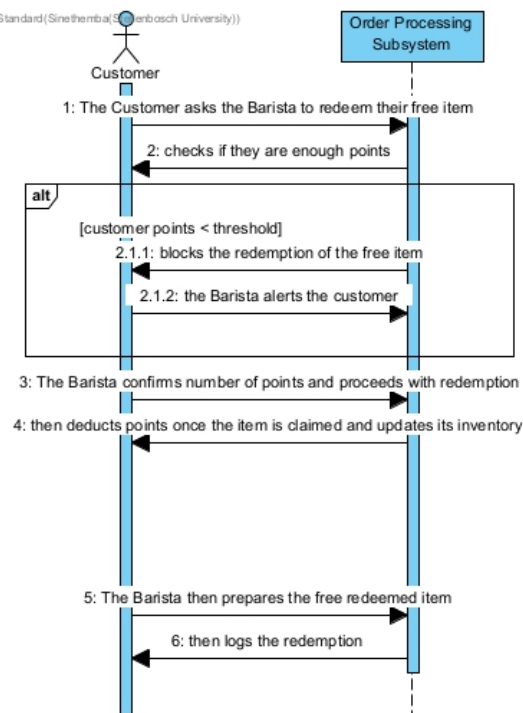 Standard(Sinethemba(Stellenbosch University))
Order Processing
Subsystem
Customer
1: The Customer asks the Barista to redeem their free item
2: checks if they are enough points
alt
[customer points < threshold]
2.1.1: blocks the redemption of the free item
2.1.2: the Barista alerts the customer
3: The Barista confirms number of points and proceeds with redemption
4: then deducts points once the item is claimed and updates its inventory
5: The Barista then prepares the free redeemed item
6: then logs the redemption